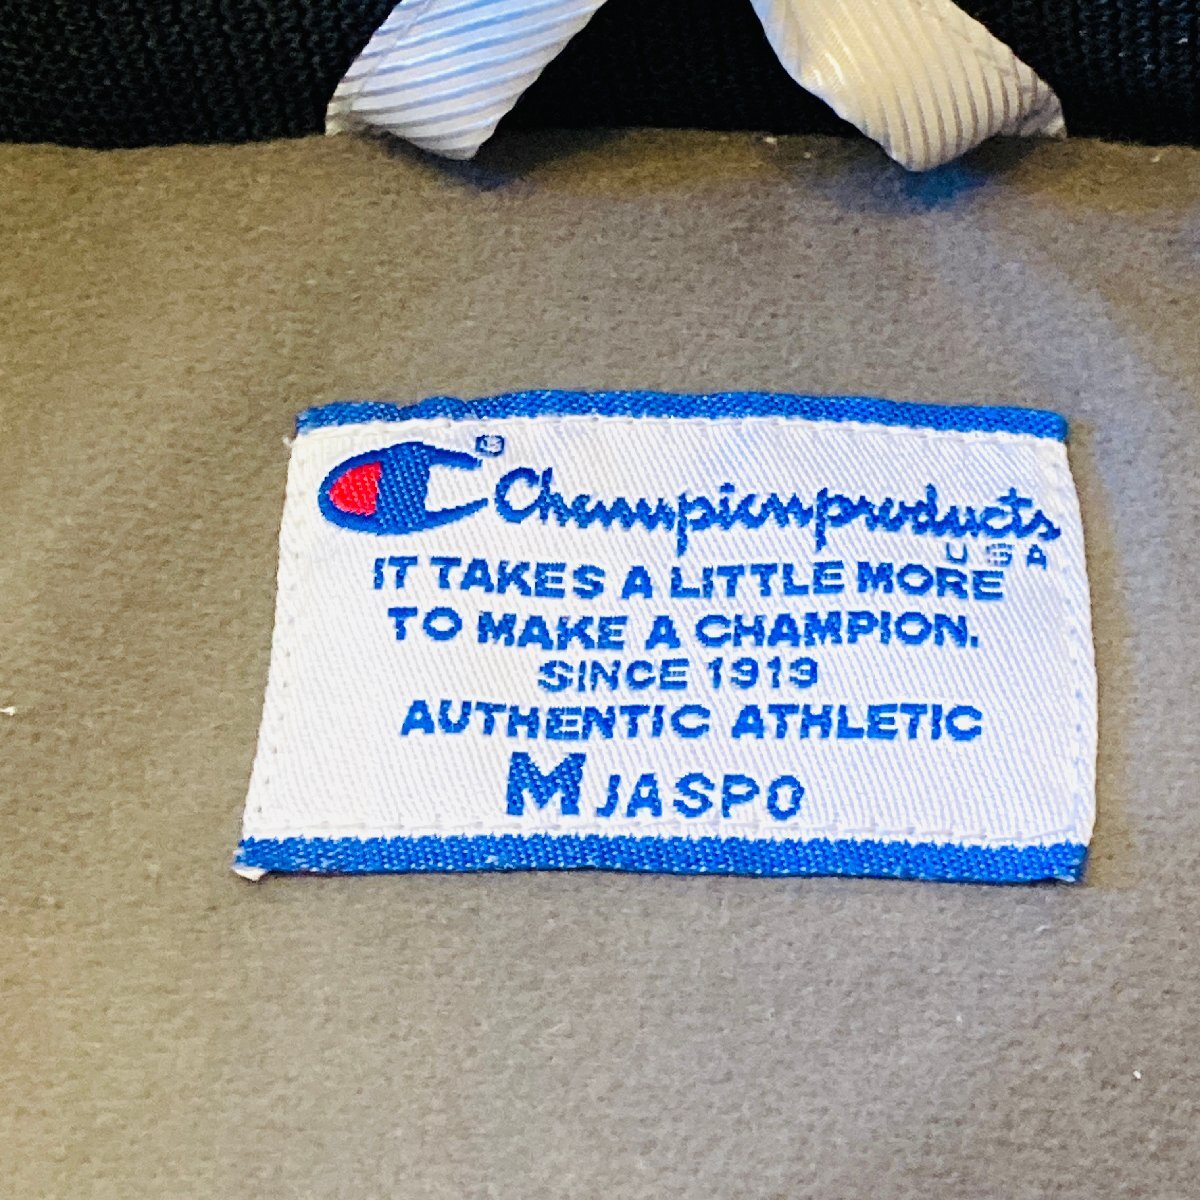 ® Championproducts
USA
IT TAKES A LITTLE MORE
TO MAKE A CHAMPION.
SINCE 1919
AUTHENTIC ATHLETIC
M JASPO